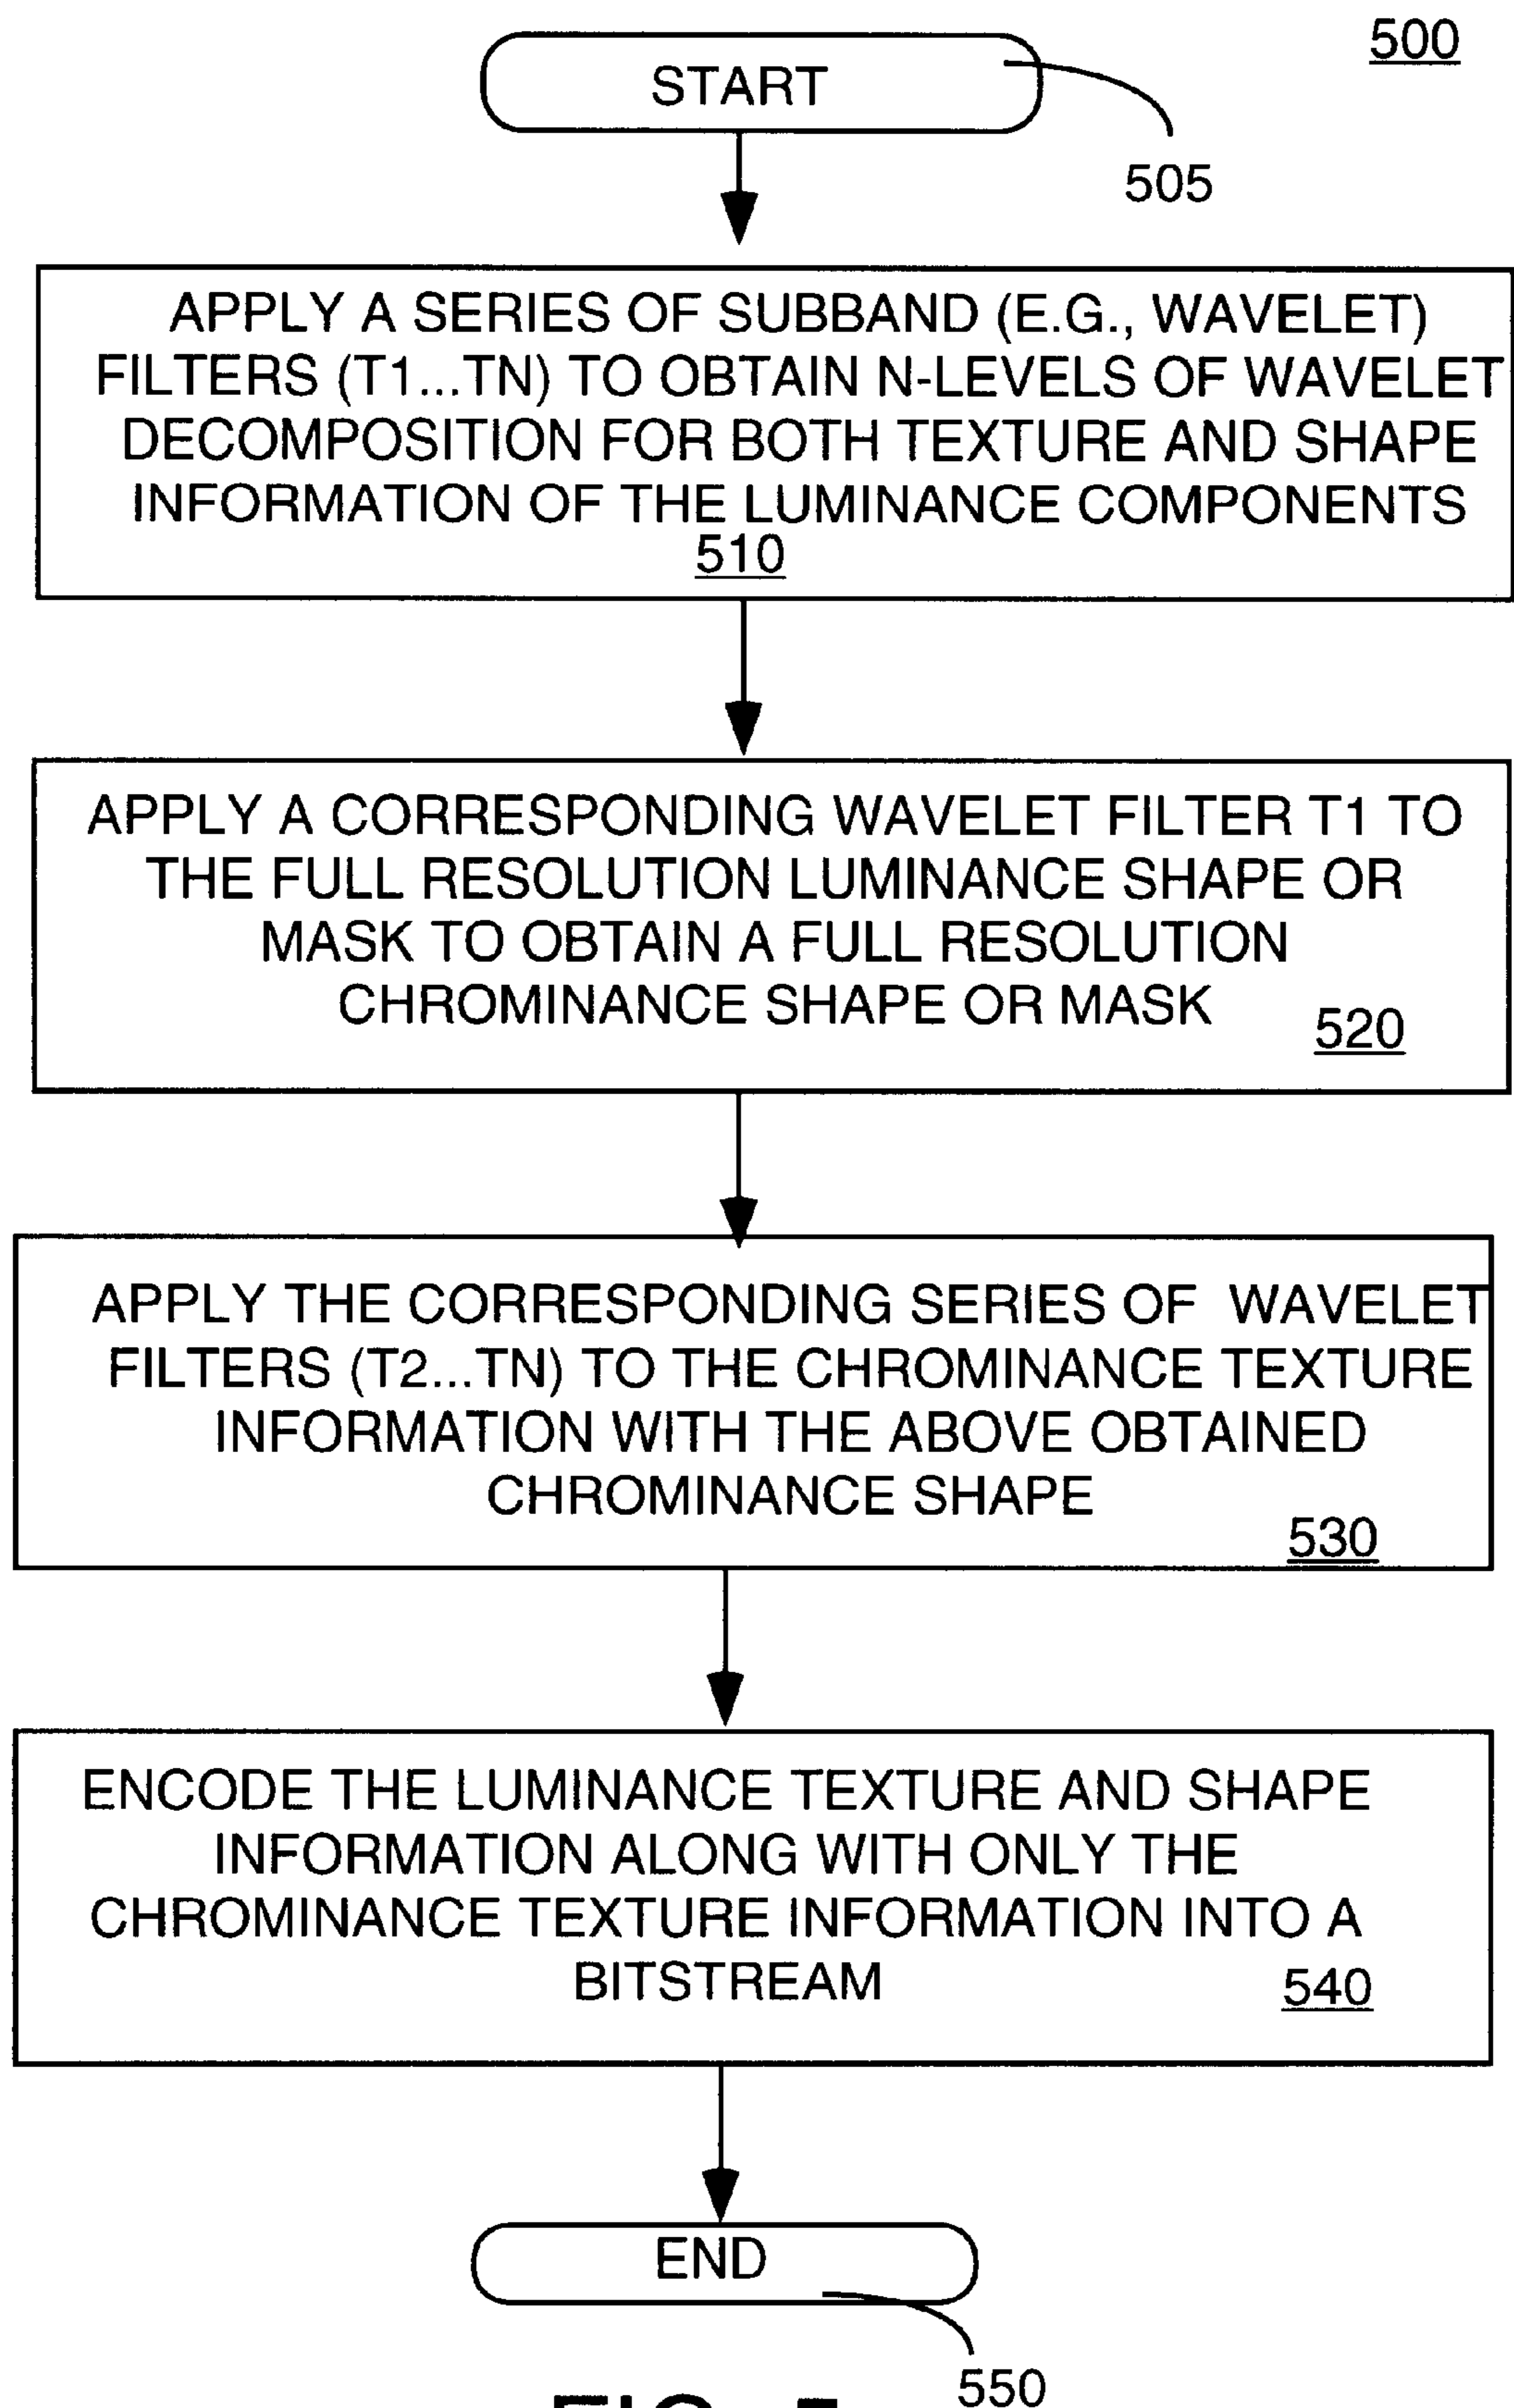 500
START
505
APPLY A SERIES OF SUBBAND (E.G., WAVELET)
FILTERS (T1...TN) TO OBTAIN N-LEVELS OF WAVELET
DECOMPOSITION FOR BOTH TEXTURE AND SHAPE
INFORMATION OF THE LUMINANCE COMPONENTS
510
APPLY A CORRESPONDING WAVELET FILTER T1 TO
THE FULL RESOLUTION LUMINANCE SHAPE OR
MASK TO OBTAIN A FULL RESOLUTION
CHROMINANCE SHAPE OR MASK
520
APPLY THE CORRESPONDING SERIES OF WAVELET
FILTERS (T2...TN) TO THE CHROMINANCE TEXTURE
INFORMATION WITH THE ABOVE OBTAINED
CHROMINANCE SHAPE
530
ENCODE THE LUMINANCE TEXTURE AND SHAPE
INFORMATION ALONG WITH ONLY THE
CHROMINANCE TEXTURE INFORMATION INTO A
BITSTREAM
540
END
550